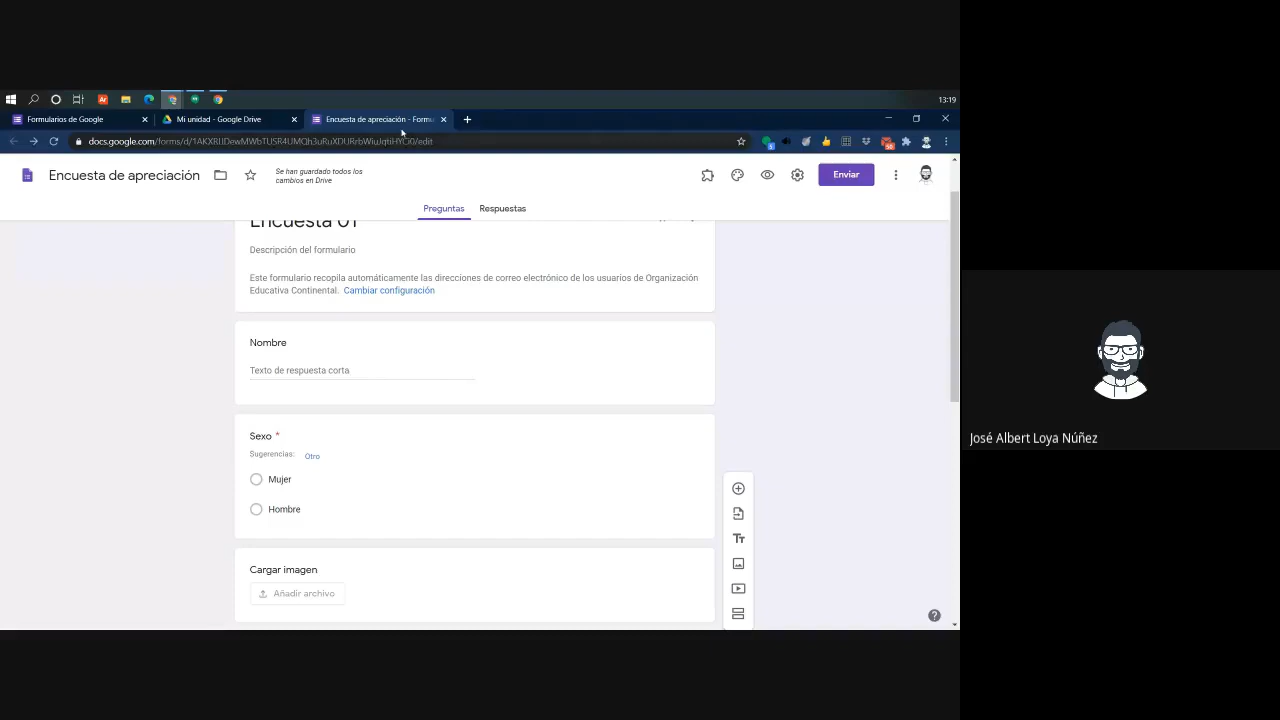 13:19
Formularios de Google
Mi unidad - Google Drive
Encuesta de apreciación - Formu
Encuesta de apreciación
Se han guardado todos los
cambios en Drive
Enviar
Preguntas
Respuestas
Encuesta 01
Descripción del formulario
Este formulario recopila automáticamente las direcciones de correo electrónico de los usuarios de Organización
Educativa Continental. Cambiar configuración
Nombre
Texto de respuesta corta
Sexo *
Sugerencias: Otro
Mujer
Hombre
Cargar imagen
Añadir archivo
José Albert Loya Núñez